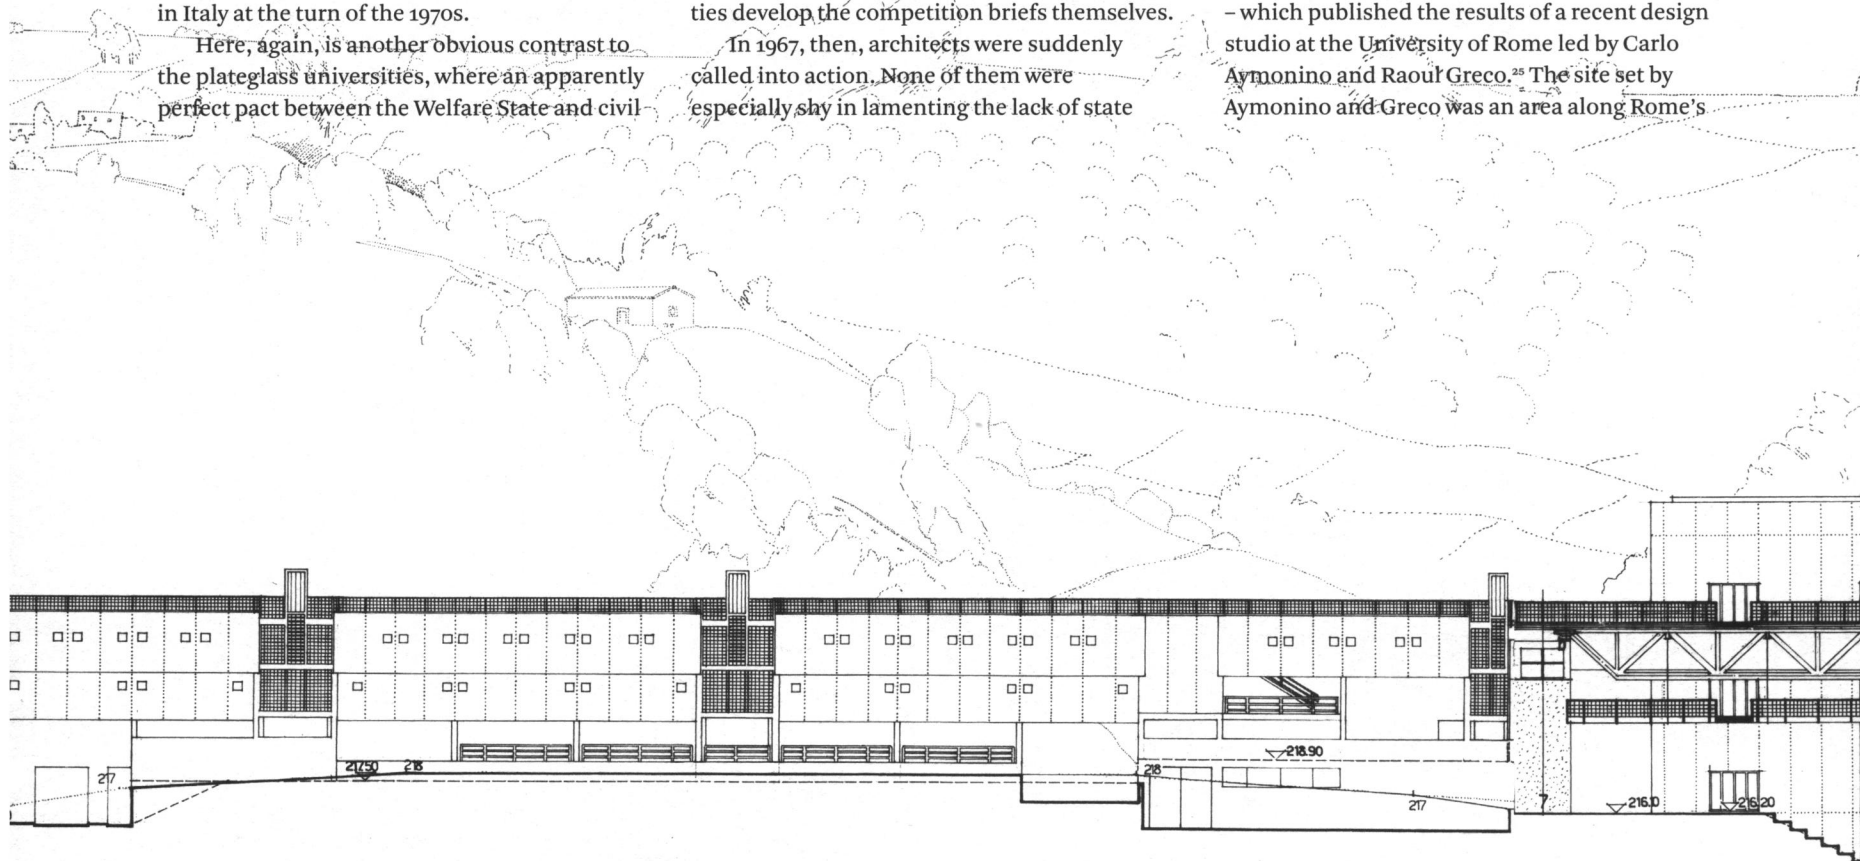 in Italy at the turn of the 1970s.
Here, again, is another obvious contrast to
the plateglass universities, where an apparently
perfect pact between the Welfare State and civil
ties develop the competition briefs themselves.
In 1967, then, architects were suddenly
called into action. None of them were
especially shy in lamenting the lack of state
– which published the results of a recent design
studio at the University of Rome led by Carlo
Aymonino and Raoul Greco.²⁵ The site set by
Aymonino and Greco was an area along Rome’s
217
217.50
218
218
218.90
217
7
216.10
216.20